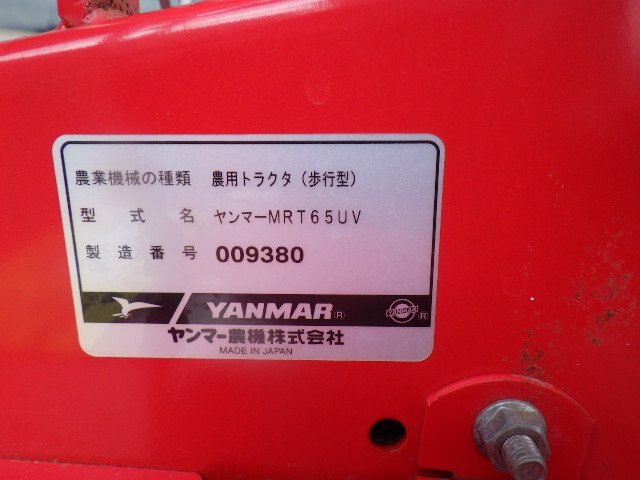 農業機械の種類 農用トラクタ（歩行型）
型式名 ヤンマーMRT65UV
製造番号 009380
YANMAR ® YANMAR ®
ヤンマー農機株式会社
MADE IN JAPAN